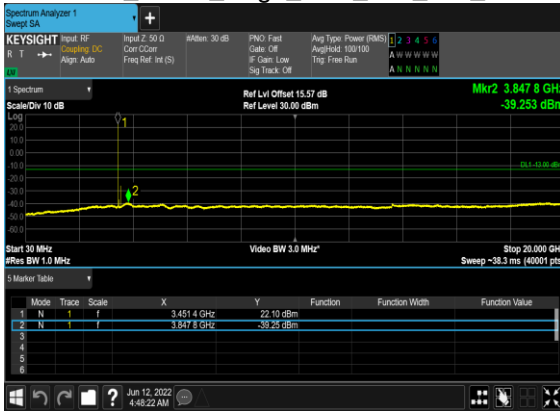 Spectrum Analyzer 1
Swept SA
+
KEYSIGHT Input: RF Input Z: 50 Ω #Atten: 30 dB PNO: Fast Avg Type: Power (RMS) 1 2 3 4 5 6
R T Coupling: DC Corr CCorr Gate: Off Avg|Hold: 100/100 A W W W W W
Align: Auto Freq Ref: Int (S) IF Gain: Low Trig: Free Run
LW Sig Track: Off A N N N N N
1 Spectrum Ref Lvl Offset 15.57 dB Mkr2 3.847 8 GHz
Scale/Div 10 dB Ref Level 30.00 dBm -39.253 dBm
Log
20.0
10.0
0.00
-10.0
-20.0
-30.0
-40.0
-50.0
-60.0
1
2
DL1 -13.00 dBm
Start 30 MHz Video BW 3.0 MHz* Stop 20.000 GHz
#Res BW 1.0 MHz Sweep ~38.3 ms (40001 pts)
5 Marker Table
Mode Trace Scale X Y Function Function Width Function Value
1 N 1 f 3.451 4 GHz 22.10 dBm
2 N 1 f 3.847 8 GHz -39.25 dBm
3
4
5
6
? Jun 12, 2022
4:48:22 AM